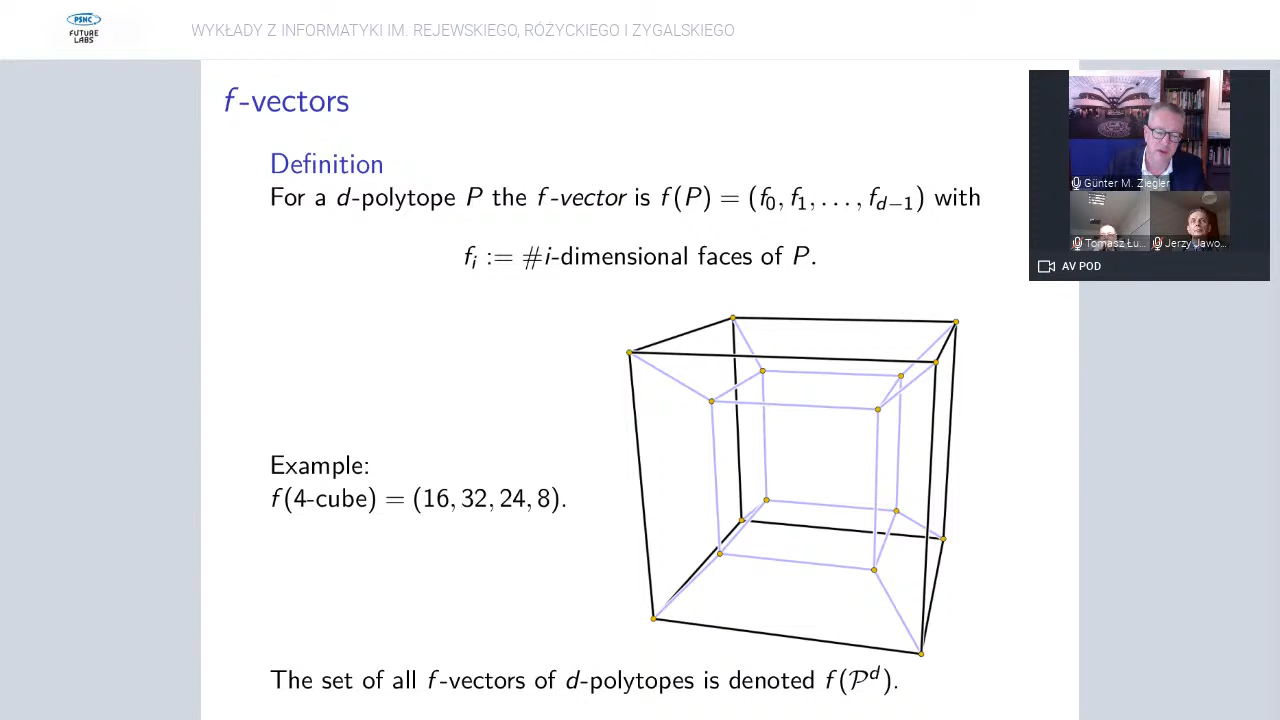 PSNC
FUTURE
LABS
WYKŁADY Z INFORMATYKI IM. REJEWSKIEGO, RÓŻYCKIEGO I ZYGALSKIEGO
f-vectors
Definition
For a d-polytope P the f-vector is f(P) = (f₀, f₁, . . . , f_{d−1}) with
fᵢ := #i-dimensional faces of P.
Example:
f(4-cube) = (16, 32, 24, 8).
The set of all f-vectors of d-polytopes is denoted f(𝒫ᵈ).
Günter M. Ziegler
Tomasz Łu...
Jerzy Jawo...
AV POD